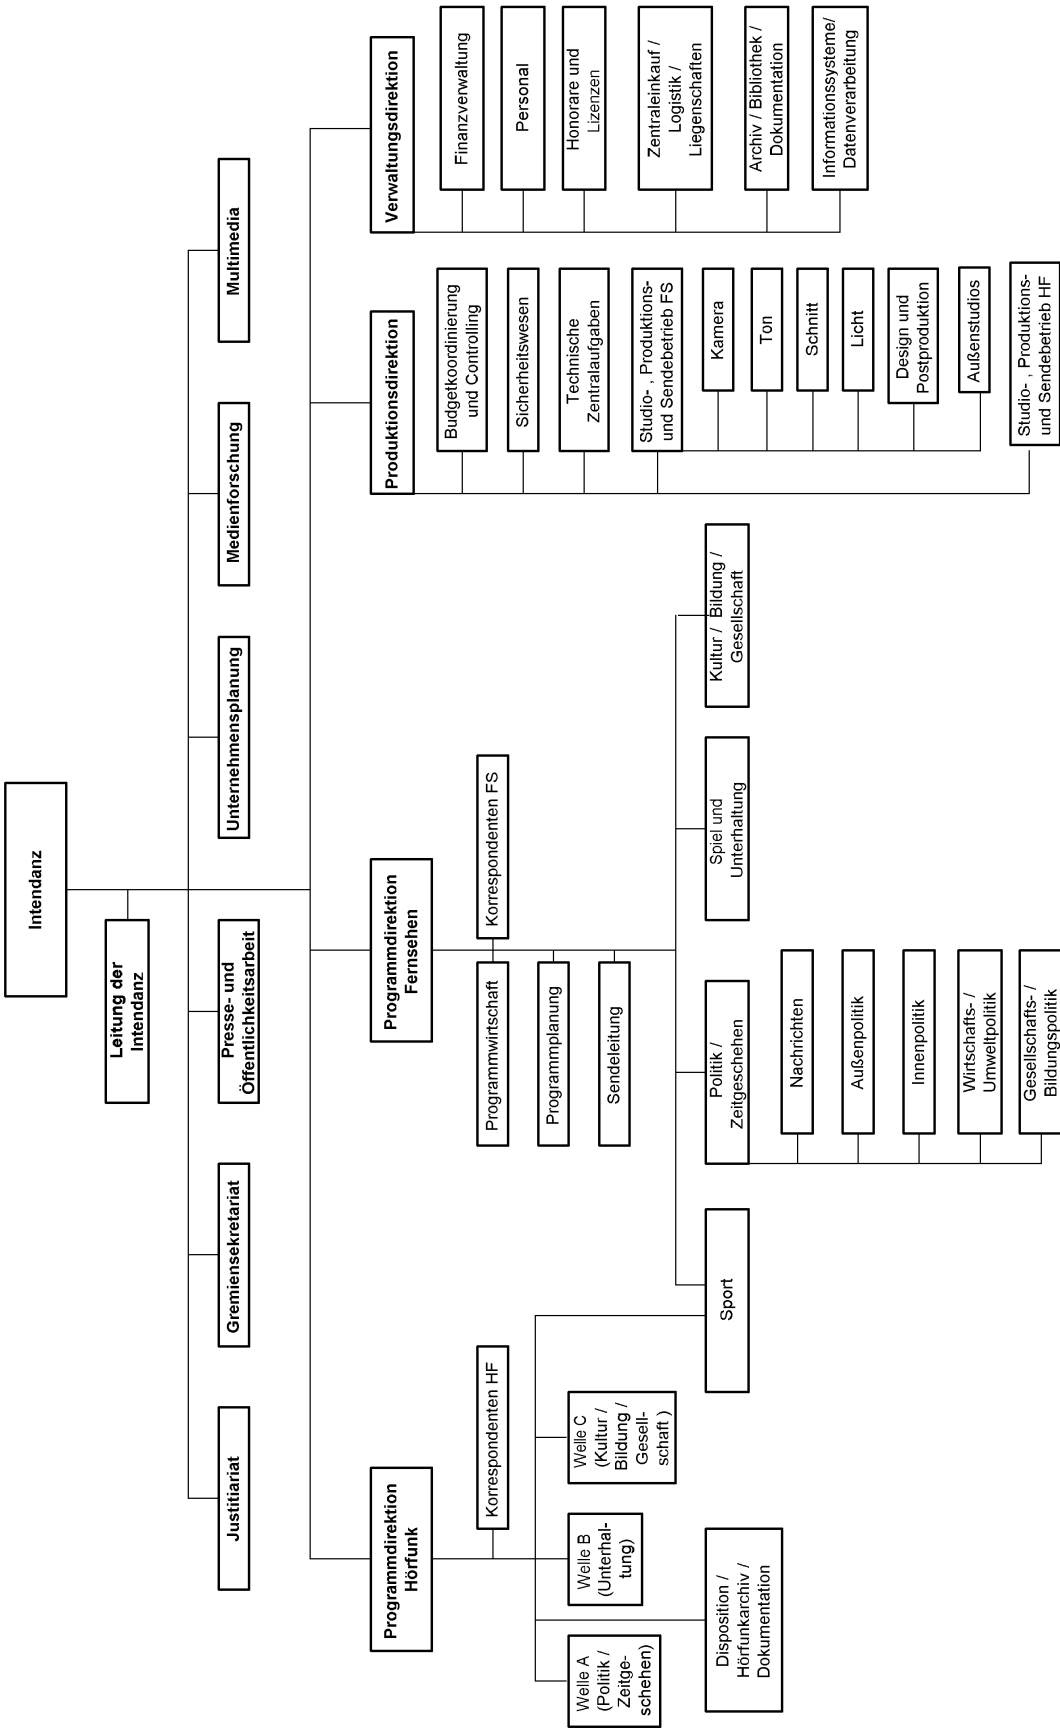 Intendanz
Leitung der
Intendanz
Justitiariat
Gremiensekretariat
Presse- und
Öffentlichkeitsarbeit
Unternehmensplanung
Medienforschung
Multimedia
Programmdirektion
Hörfunk
Korrespondenten HF
Welle A
(Politik /
Zeitge-
schehen)
Welle B
(Unterhal-
tung)
Welle C
(Kultur /
Bildung /
Gesell-
schaft )
Disposition /
Hörfunkarchiv /
Dokumentation
Sport
Programmdirektion
Fernsehen
Programmwirtschaft
Korrespondenten FS
Programmplanung
Sendeleitung
Politik /
Zeitgeschehen
Nachrichten
Außenpolitik
Innenpolitik
Wirtschafts- /
Umweltpolitik
Gesellschafts- /
Bildungspolitik
Spiel und
Unterhaltung
Kultur / Bildung /
Gesellschaft
Produktionsdirektion
Budgetkoordinierung
und Controlling
Sicherheitswesen
Technische
Zentralaufgaben
Studio- , Produktions-
und Sendebetrieb FS
Kamera
Ton
Schnitt
Licht
Design und
Postproduktion
Außenstudios
Studio- , Produktions-
und Sendebetrieb HF
Verwaltungsdirektion
Finanzverwaltung
Personal
Honorare und
Lizenzen
Zentraleinkauf /
Logistik /
Liegenschaften
Archiv / Bibliothek /
Dokumentation
Informationssysteme/
Datenverarbeitung